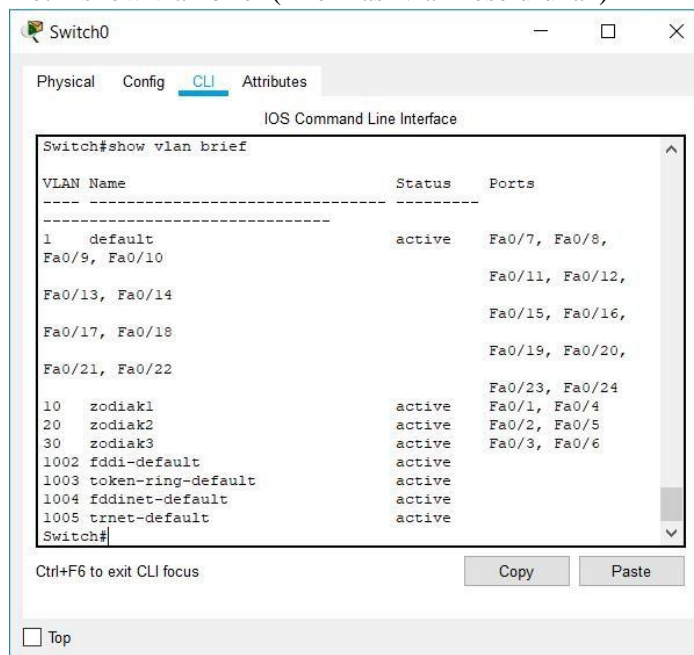 Switch0
Physical Config CLI Attributes
IOS Command Line Interface
Switch#show vlan brief
VLAN Name Status Ports
---- -------------------------------- ---------
-------------------------------
1 default active Fa0/7, Fa0/8,
Fa0/9, Fa0/10
Fa0/11, Fa0/12,
Fa0/13, Fa0/14
Fa0/15, Fa0/16,
Fa0/17, Fa0/18
Fa0/19, Fa0/20,
Fa0/21, Fa0/22
Fa0/23, Fa0/24
10 zodiak1 active Fa0/1, Fa0/4
20 zodiak2 active Fa0/2, Fa0/5
30 zodiak3 active Fa0/3, Fa0/6
1002 fddi-default active
1003 token-ring-default active
1004 fddinet-default active
1005 trnet-default active
Switch#
Ctrl+F6 to exit CLI focus Copy Paste
Top